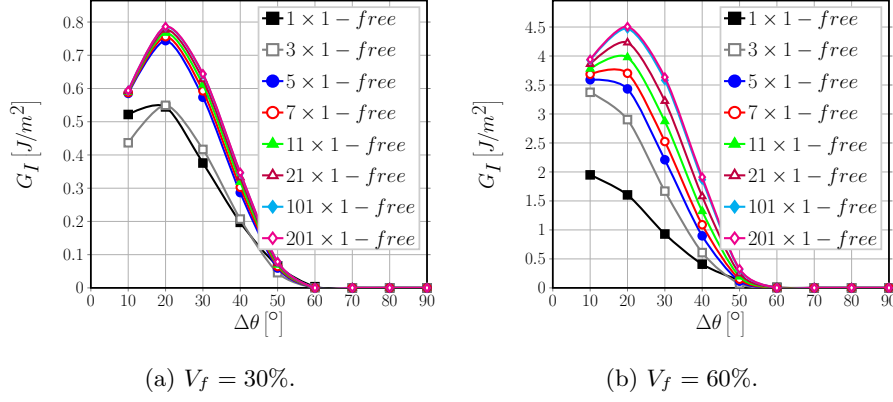 0.8
0.7
0.6
0.5
0.4
0.3
0.2
0.1
0
G_I [J/m²]
0 10 20 30 40 50 60 70 80 90
Δθ [°]
1 × 1 − free
3 × 1 − free
5 × 1 − free
7 × 1 − free
11 × 1 − free
21 × 1 − free
101 × 1 − free
201 × 1 − free
(a) V_f = 30%.
4.5
4
3.5
3
2.5
2
1.5
1
0.5
0
G_I [J/m²]
0 10 20 30 40 50 60 70 80 90
Δθ [°]
1 × 1 − free
3 × 1 − free
5 × 1 − free
7 × 1 − free
11 × 1 − free
21 × 1 − free
101 × 1 − free
201 × 1 − free
(b) V_f = 60%.